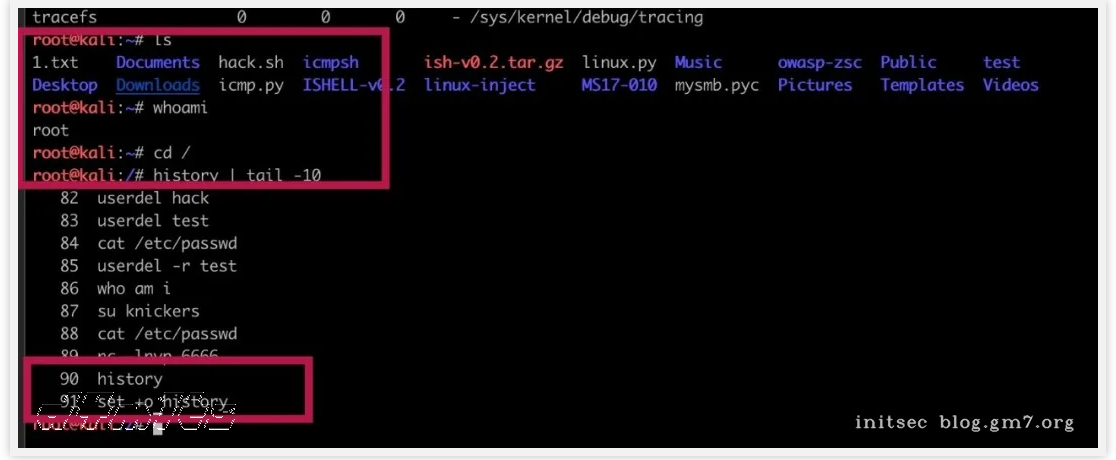 tracefs 0 0 0 - /sys/kernel/debug/tracing
root@kali:~# ls
1.txt Documents hack.sh icmpsh ish-v0.2.tar.gz linux.py Music owasp-zsc Public test
Desktop Downloads icmp.py ISHELL-v0.2 linux-inject MS17-010 mysmb.pyc Pictures Templates Videos
root@kali:~# whoami
root
root@kali:~# cd /
root@kali:/# history | tail -10
82 userdel hack
83 userdel test
84 cat /etc/passwd
85 userdel -r test
86 who am i
87 su knickers
88 cat /etc/passwd
89 nc -lnvp 6666
90 history
91 set +o history
root@kali:/#
initsec blog.gm7.org